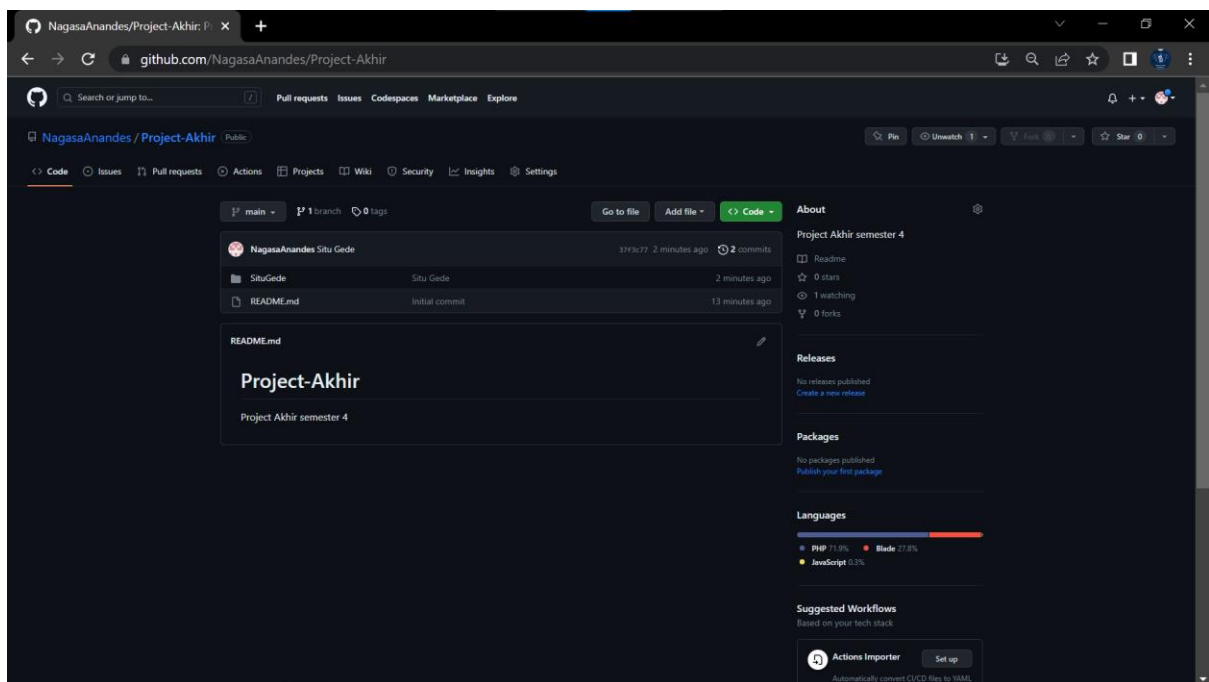 NagasaAnandes/Project-Akhir: P
github.com/NagasaAnandes/Project-Akhir
Search or jump to... / Pull requests Issues Codespaces Marketplace Explore
NagasaAnandes / Project-Akhir Public Pin Unwatch 1 Fork 0 Star 0
Code Issues Pull requests Actions Projects Wiki Security Insights Settings
main 1 branch 0 tags Go to file Add file Code
NagasaAnandes Situ Gede 37f3c77 2 minutes ago 2 commits
SituGede Situ Gede 2 minutes ago
README.md Initial commit 13 minutes ago
README.md
Project-Akhir
Project Akhir semester 4
About
Project Akhir semester 4
Readme
0 stars
1 watching
0 forks
Releases
No releases published
Create a new release
Packages
No packages published
Publish your first package
Languages
PHP 71.9% Blade 27.8%
JavaScript 0.3%
Suggested Workflows
Based on your tech stack
Actions Importer Set up
Automatically convert CI/CD files to YAML